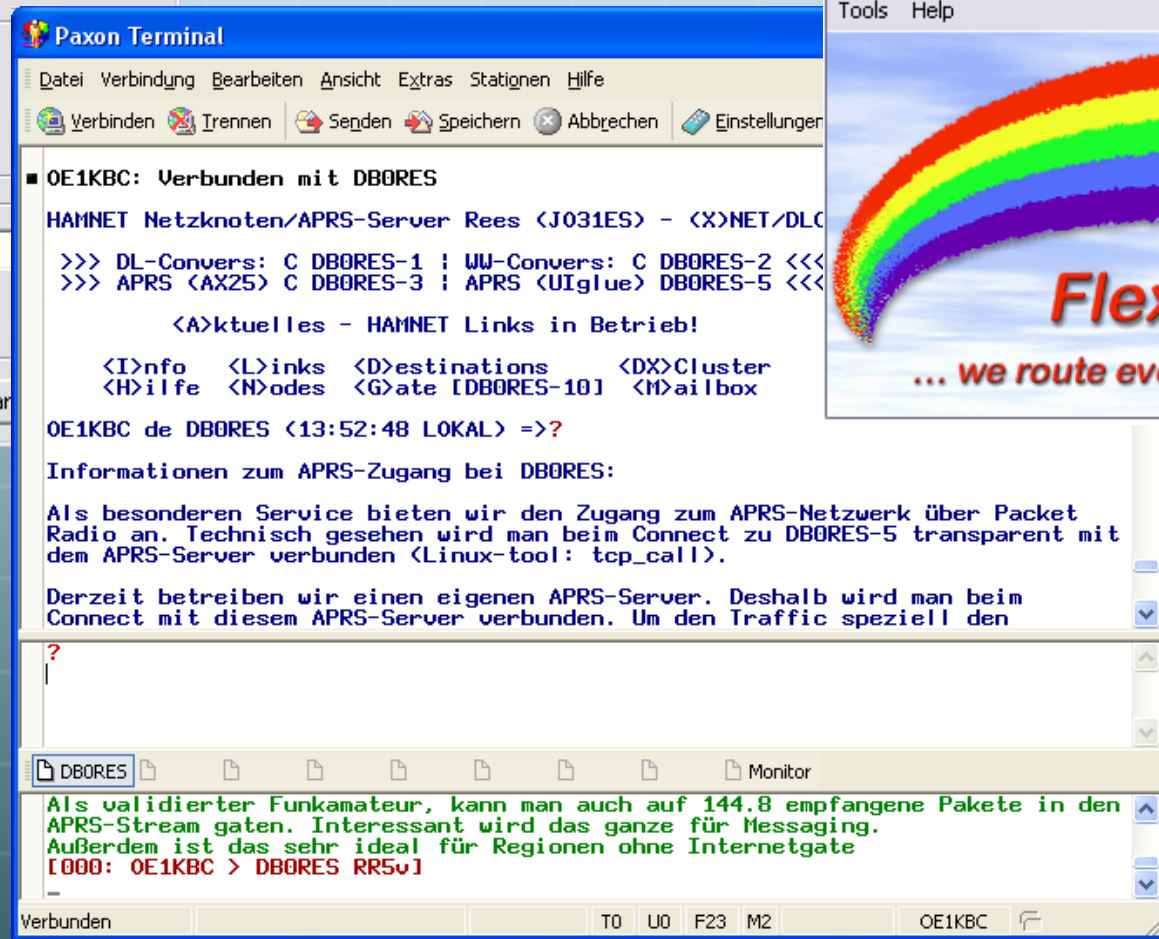 Tools Help
Paxon Terminal
Datei Verbindung Bearbeiten Ansicht Extras Stationen Hilfe
Verbinden Trennen Senden Speichern Abbrechen Einstellungen
OE1KBC: Verbunden mit DB0RES
HAMNET Netzknoten/APRS-Server Rees (JO31ES) - (X)NET/DLC
>>> DL-Convers: C DB0RES-1 ¦ WW-Convers: C DB0RES-2 <<<
>>> APRS (AX25) C DB0RES-3 ¦ APRS (UIglue) DB0RES-5 <<<
(A)ktuelles - HAMNET Links in Betrieb!
(I)nfo (L)inks (D)estinations (DX)Cluster
(H)ilfe (N)odes (G)ate [DB0RES-10] (M)ailbox
OE1KBC de DB0RES (13:52:48 LOKAL) =>?
Informationen zum APRS-Zugang bei DB0RES:
Als besonderen Service bieten wir den Zugang zum APRS-Netzwerk über Packet
Radio an. Technisch gesehen wird man beim Connect zu DB0RES-5 transparent mit
dem APRS-Server verbunden (Linux-tool: tcp_call).
Derzeit betreiben wir einen eigenen APRS-Server. Deshalb wird man beim
Connect mit diesem APRS-Server verbunden. Um den Traffic speziell den
Flex
... we route eve
?
DB0RES Monitor
Als validierter Funkamateur, kann man auch auf 144.8 empfangene Pakete in den
APRS-Stream gaten. Interessant wird das ganze für Messaging.
Außerdem ist das sehr ideal für Regionen ohne Internetgate
[000: OE1KBC > DB0RES RR5v]
Verbunden T0 U0 F23 M2 OE1KBC